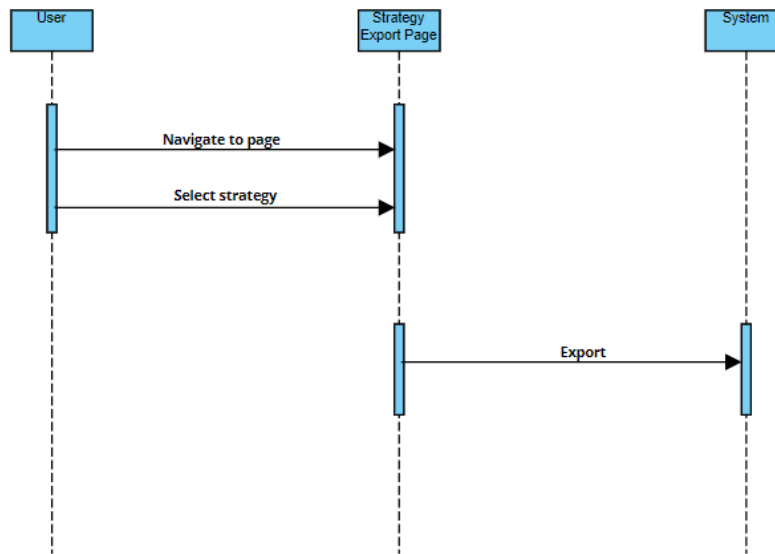 User
Strategy
Export Page
System
Navigate to page
Select strategy
Export